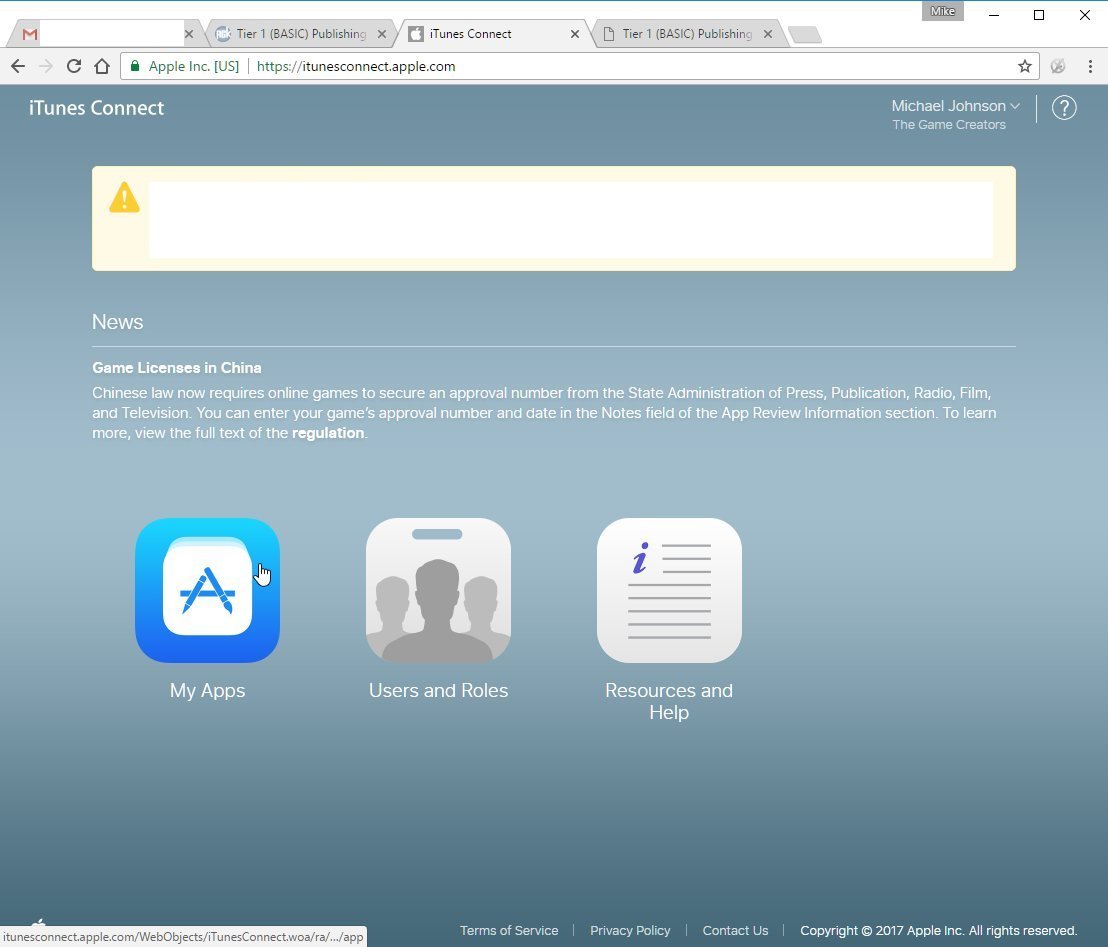 Mike
Tier 1 (BASIC) Publishing
iTunes Connect
Tier 1 (BASIC) Publishing
Apple Inc. [US]
https://itunesconnect.apple.com
iTunes Connect
Michael Johnson
The Game Creators
?
News
Game Licenses in China
Chinese law now requires online games to secure an approval number from the State Administration of Press, Publication, Radio, Film,
and Television. You can enter your game’s approval number and date in the Notes field of the App Review Information section. To learn
more, view the full text of the regulation.
My Apps
Users and Roles
Resources and
Help
itunesconnect.apple.com/WebObjects/iTunesConnect.woa/ra/.../app
Terms of Service
Privacy Policy
Contact Us
Copyright © 2017 Apple Inc. All rights reserved.